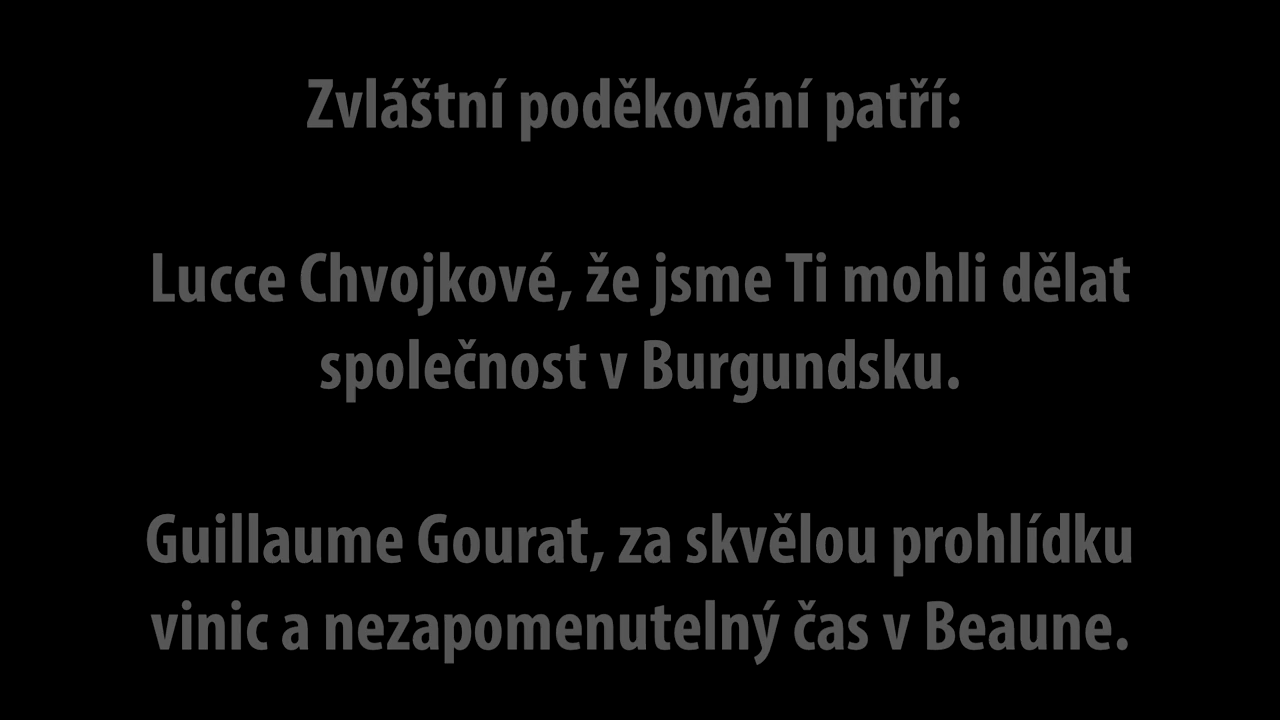 Zvláštní poděkování patří:
Lucce Chvojkové, že jsme Ti mohli dělat
společnost v Burgundsku.
Guillaume Gourat, za skvělou prohlídku
vinic a nezapomenutelný čas v Beaune.